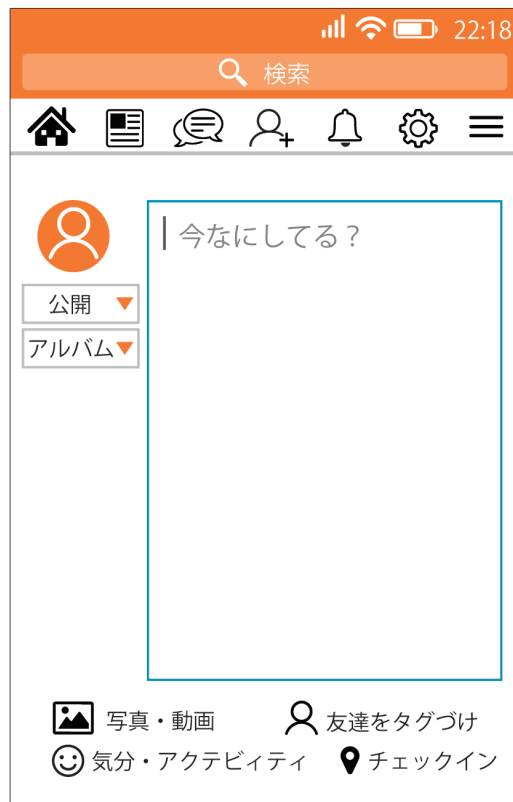 22:18
検索
今なにしてる？
公開
アルバム
写真・動画
友達をタグづけ
気分・アクテビィティ
チェックイン